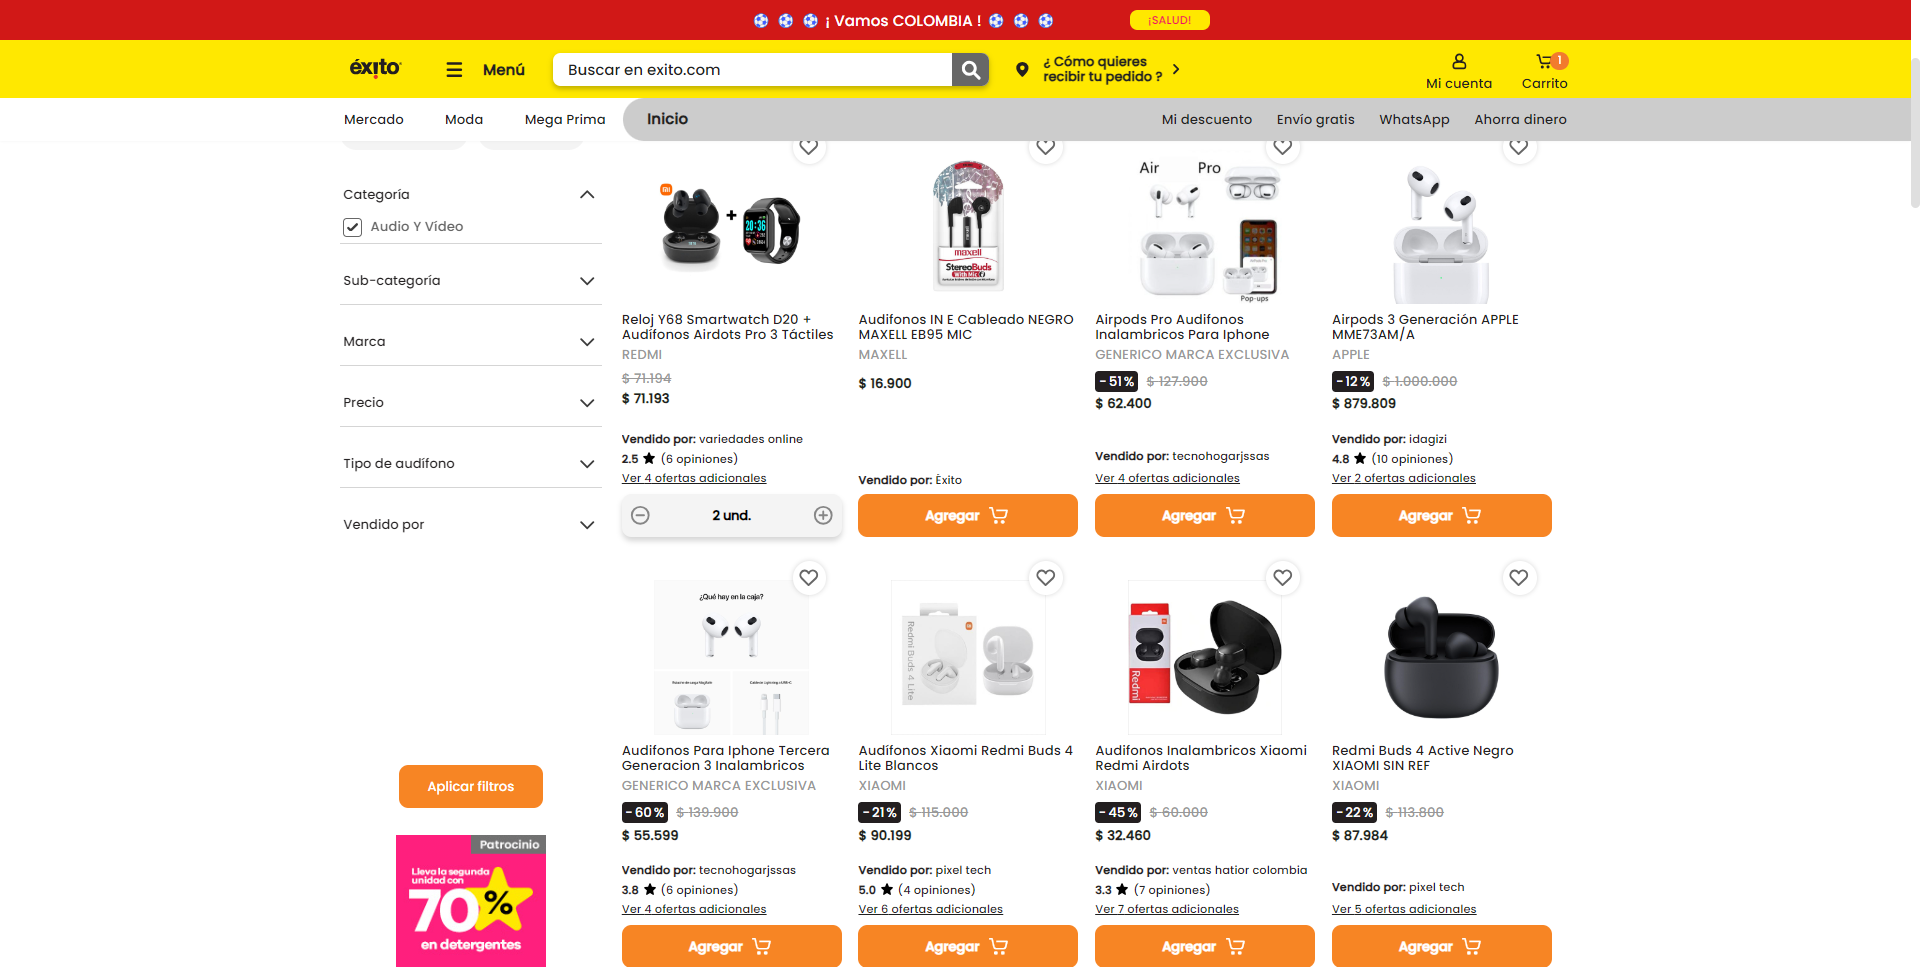 ¡ Vamos COLOMBIA !
¡SALUD!
éxito
Menú
Buscar en exito.com
¿ Cómo quieres
recibir tu pedido ?
Mi cuenta
1
Carrito
Mercado
Moda
Mega Prima
Inicio
Mi descuento
Envío gratis
WhatsApp
Ahorra dinero
Categoría
Audio Y Vídeo
Sub-categoría
Marca
Precio
Tipo de audífono
Vendido por
Aplicar filtros
Patrocinio
Lleva la segunda
unidad con
70%
en detergentes
+
20:36
Reloj Y68 Smartwatch D20 +
Audífonos Airdots Pro 3 Táctiles
REDMI
$ 71.194
$ 71.193
Vendido por: variedades online
2.5 ★ (6 opiniones)
Ver 4 ofertas adicionales
2 und.
maxell
StereoBuds
with MIC
Audifonos IN E Cableado NEGRO
MAXELL EB95 MIC
MAXELL
$ 16.900
Vendido por: Éxito
Agregar
Air Pro
Pop-ups
Airpods Pro Audifonos
Inalambricos Para Iphone
GENERICO MARCA EXCLUSIVA
-51% $ 127.900
$ 62.400
Vendido por: tecnohogarjssas
Ver 4 ofertas adicionales
Agregar
Airpods 3 Generación APPLE
MME73AM/A
APPLE
-12% $ 1.000.000
$ 879.809
Vendido por: idagizi
4.8 ★ (10 opiniones)
Ver 2 ofertas adicionales
Agregar
¿Qué hay en la caja?
Audifonos Para Iphone Tercera
Generacion 3 Inalambricos
GENERICO MARCA EXCLUSIVA
-60% $ 139.900
$ 55.599
Vendido por: tecnohogarjssas
3.8 ★ (6 opiniones)
Ver 4 ofertas adicionales
Agregar
Redmi Buds 4 Lite
Audífonos Xiaomi Redmi Buds 4
Lite Blancos
XIAOMI
-21% $ 115.000
$ 90.199
Vendido por: pixel tech
5.0 ★ (4 opiniones)
Ver 6 ofertas adicionales
Agregar
Redmi
Audifonos Inalambricos Xiaomi
Redmi Airdots
XIAOMI
-45% $ 60.000
$ 32.460
Vendido por: ventas hatior colombia
3.3 ★ (7 opiniones)
Ver 7 ofertas adicionales
Agregar
Redmi Buds 4 Active Negro
XIAOMI SIN REF
XIAOMI
-22% $ 113.800
$ 87.984
Vendido por: pixel tech
Ver 5 ofertas adicionales
Agregar